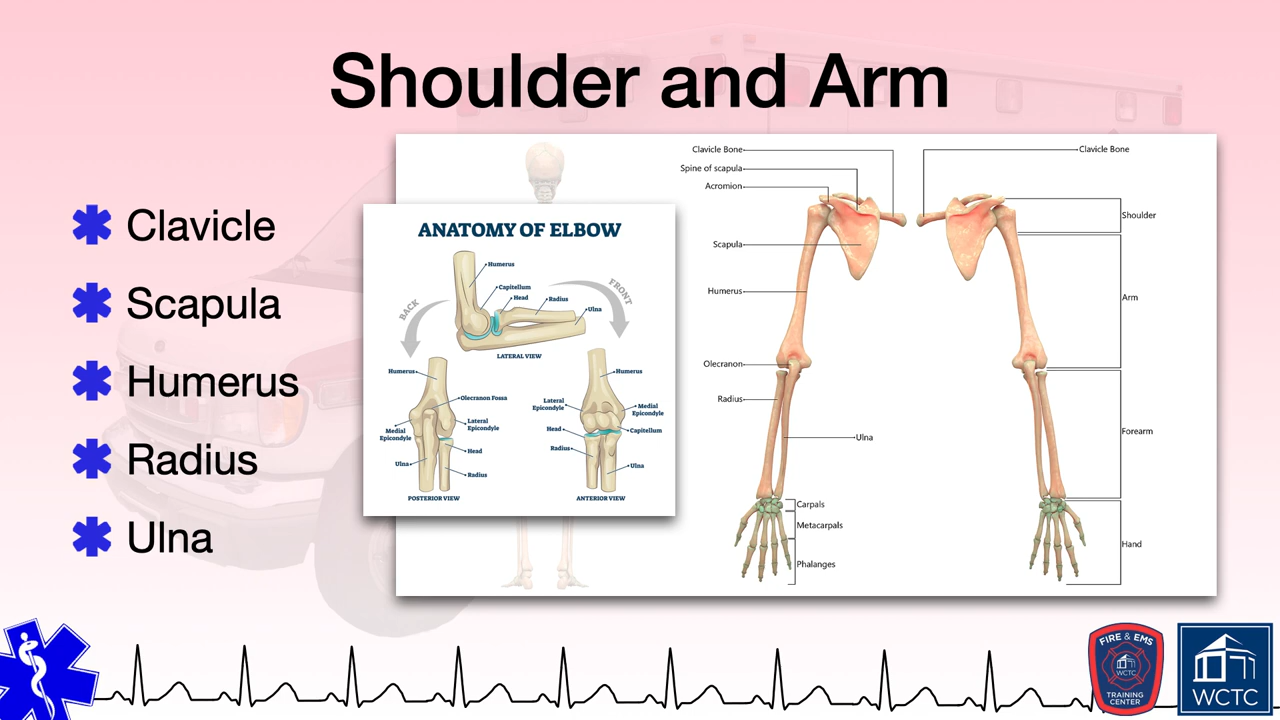 Shoulder and Arm
Clavicle
Scapula
Humerus
Radius
Ulna
ANATOMY OF ELBOW
Humerus
Capitellum
Head
Radius
Ulna
BACK
FRONT
LATERAL VIEW
Humerus
Olecranon Fossa
Lateral
Epicondyle
Medial
Epicondyle
Head
Ulna
Radius
POSTERIOR VIEW
Humerus
Lateral
Epicondyle
Medial
Epicondyle
Head
Capitellum
Radius
Ulna
ANTERIOR VIEW
Clavicle Bone
Spine of scapula
Acromion
Scapula
Humerus
Olecranon
Radius
Ulna
Carpals
Metacarpals
Phalanges
Clavicle Bone
Shoulder
Arm
Forearm
Hand
FIRE & EMS
WCTC
TRAINING
CENTER
WCTC